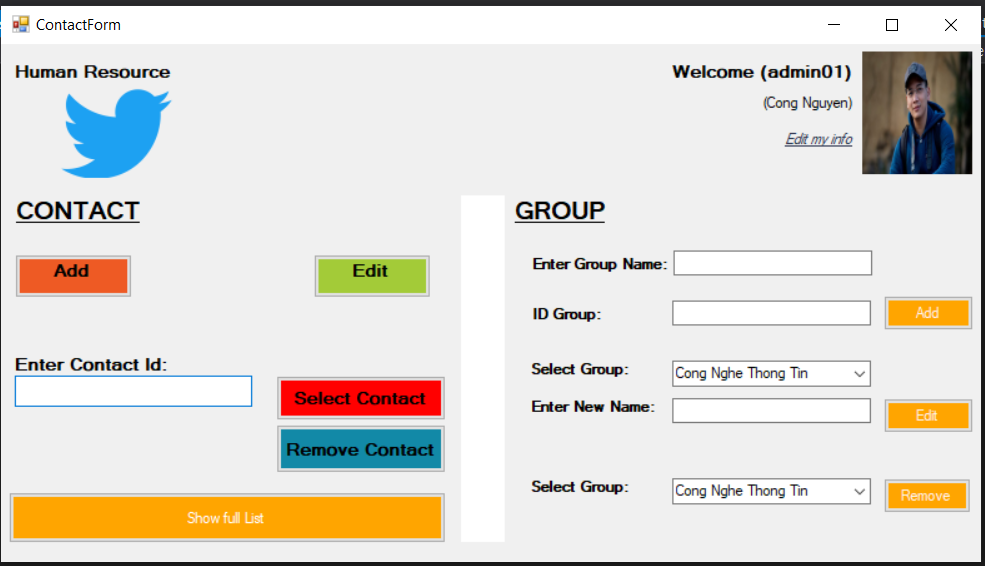 ContactForm
Human Resource
Welcome (admin01)
(Cong Nguyen)
Edit my info
CONTACT
Add
Edit
Enter Contact Id:
Select Contact
Remove Contact
Show full List
GROUP
Enter Group Name:
ID Group:
Add
Select Group:
Cong Nghe Thong Tin
Enter New Name:
Edit
Select Group:
Cong Nghe Thong Tin
Remove